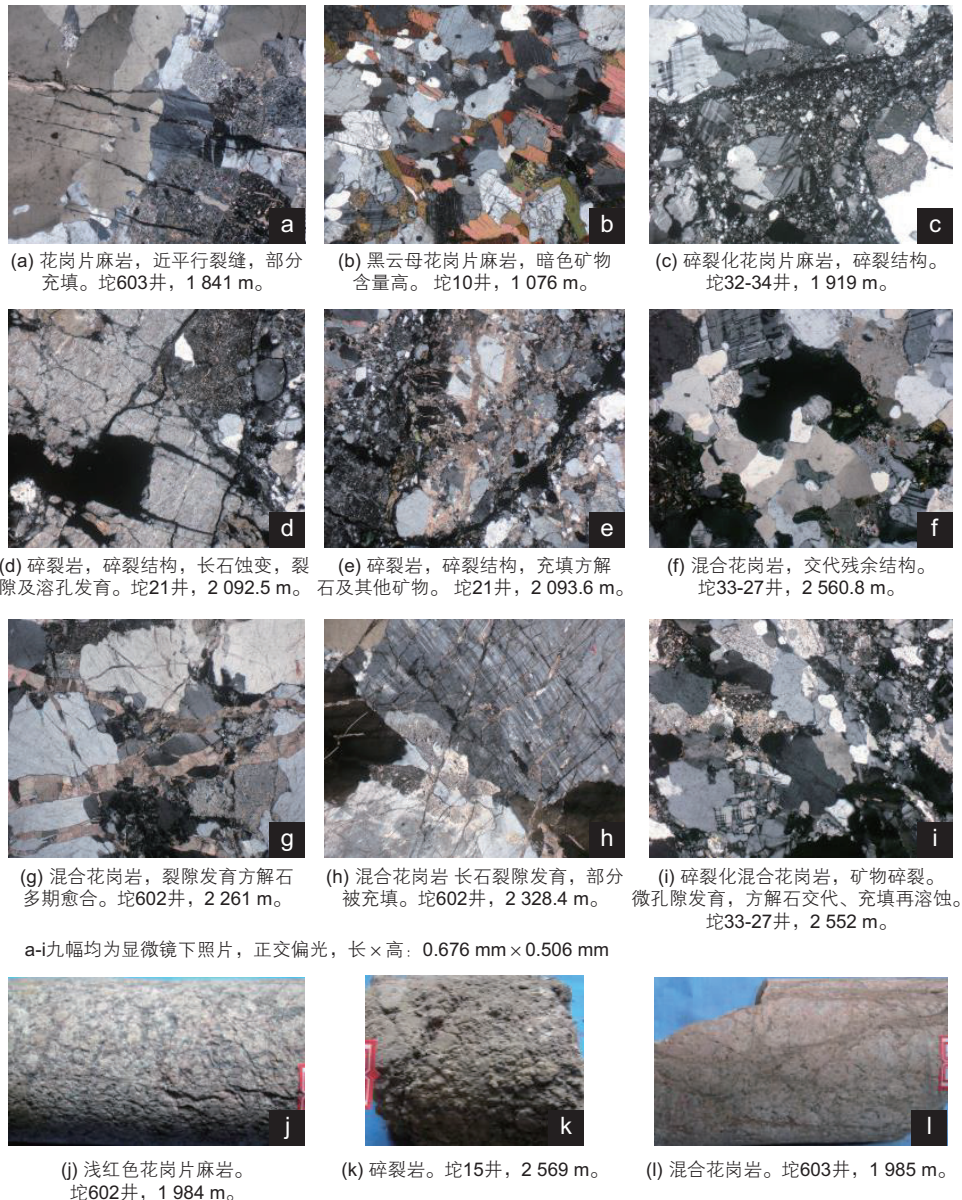 a
b
c
(a) 花岗片麻岩，近平行裂缝，部分
充填。坨603井，1 841 m。
(b) 黑云母花岗片麻岩，暗色矿物
含量高。 坨10井，1 076 m。
(c) 碎裂化花岗片麻岩，碎裂结构。
坨32-34井，1 919 m。
d
e
f
(d) 碎裂岩，碎裂结构，长石蚀变，裂
隙及溶孔发育。坨21井，2 092.5 m。
(e) 碎裂岩，碎裂结构，充填方解
石及其他矿物。 坨21井，2 093.6 m。
(f) 混合花岗岩，交代残余结构。
坨33-27井，2 560.8 m。
g
h
i
(g) 混合花岗岩，裂隙发育方解石
多期愈合。坨602井，2 261 m。
(h) 混合花岗岩 长石裂隙发育，部分
被充填。坨602井，2 328.4 m。
(i) 碎裂化混合花岗岩，矿物碎裂。
微孔隙发育，方解石交代、充填再溶蚀。
坨33-27井，2 552 m。
a-i九幅均为显微镜下照片，正交偏光，长×高：0.676 mm×0.506 mm
j
k
l
(j) 浅红色花岗片麻岩。
坨602井，1 984 m。
(k) 碎裂岩。坨15井，2 569 m。
(l) 混合花岗岩。坨603井，1 985 m。